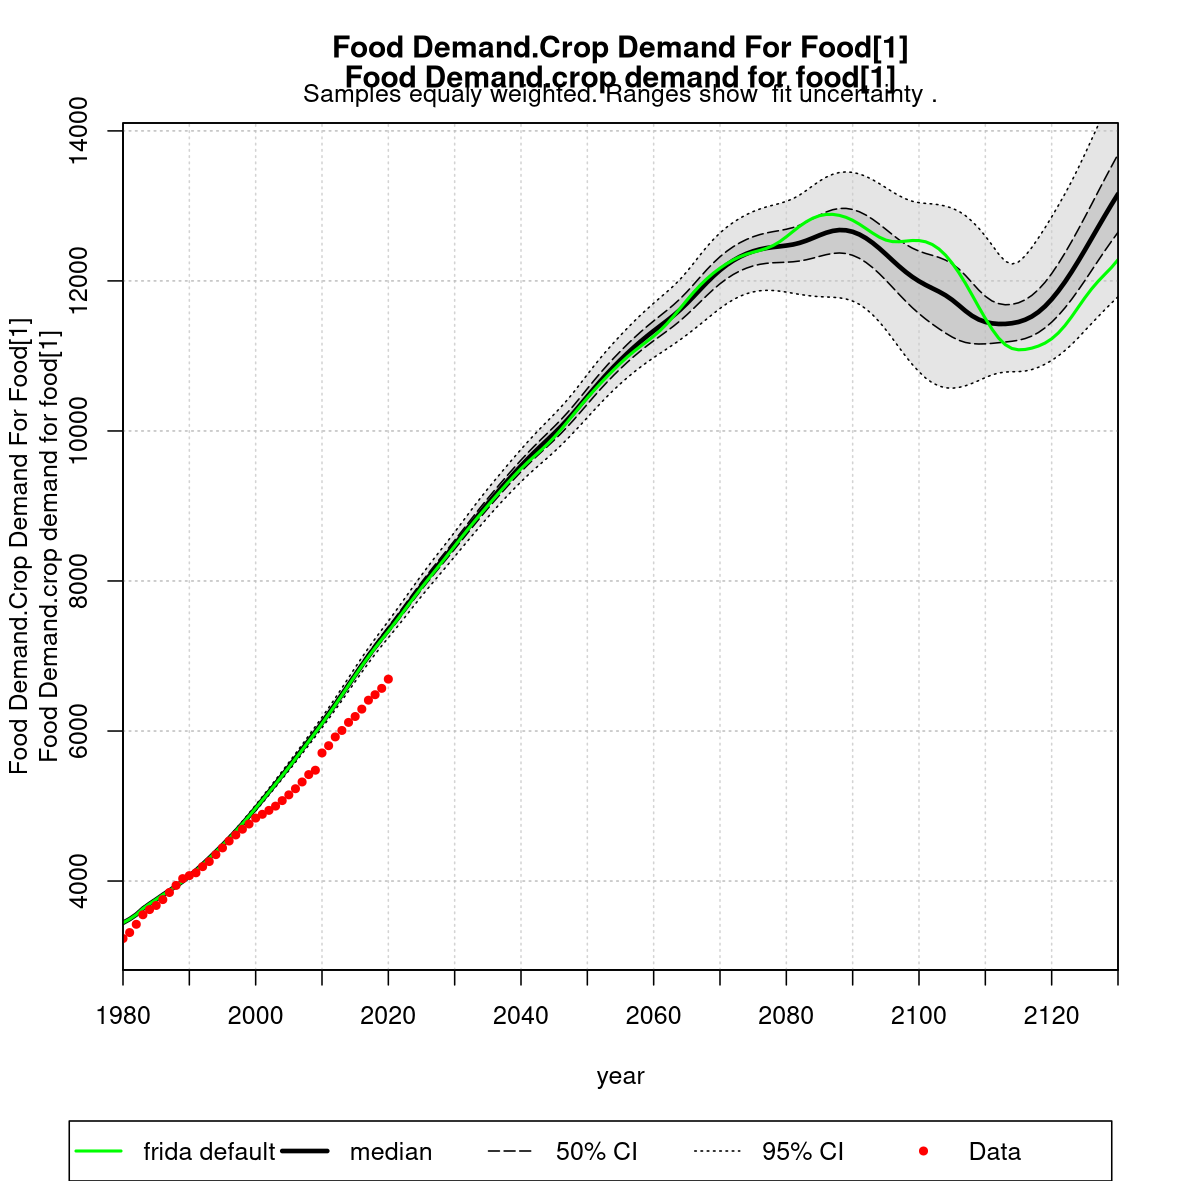 Food Demand.Crop Demand For Food[1]
Food Demand.crop demand for food[1]
Samples equaly weighted. Ranges show  fit uncertainty .
Food Demand.Crop Demand For Food[1]
Food Demand.crop demand for food[1]
14000
12000
10000
8000
6000
4000
1980 2000 2020 2040 2060 2080 2100 2120
year
frida default median 50% CI 95% CI Data